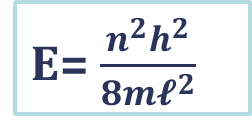 E= n²h²
8mℓ²